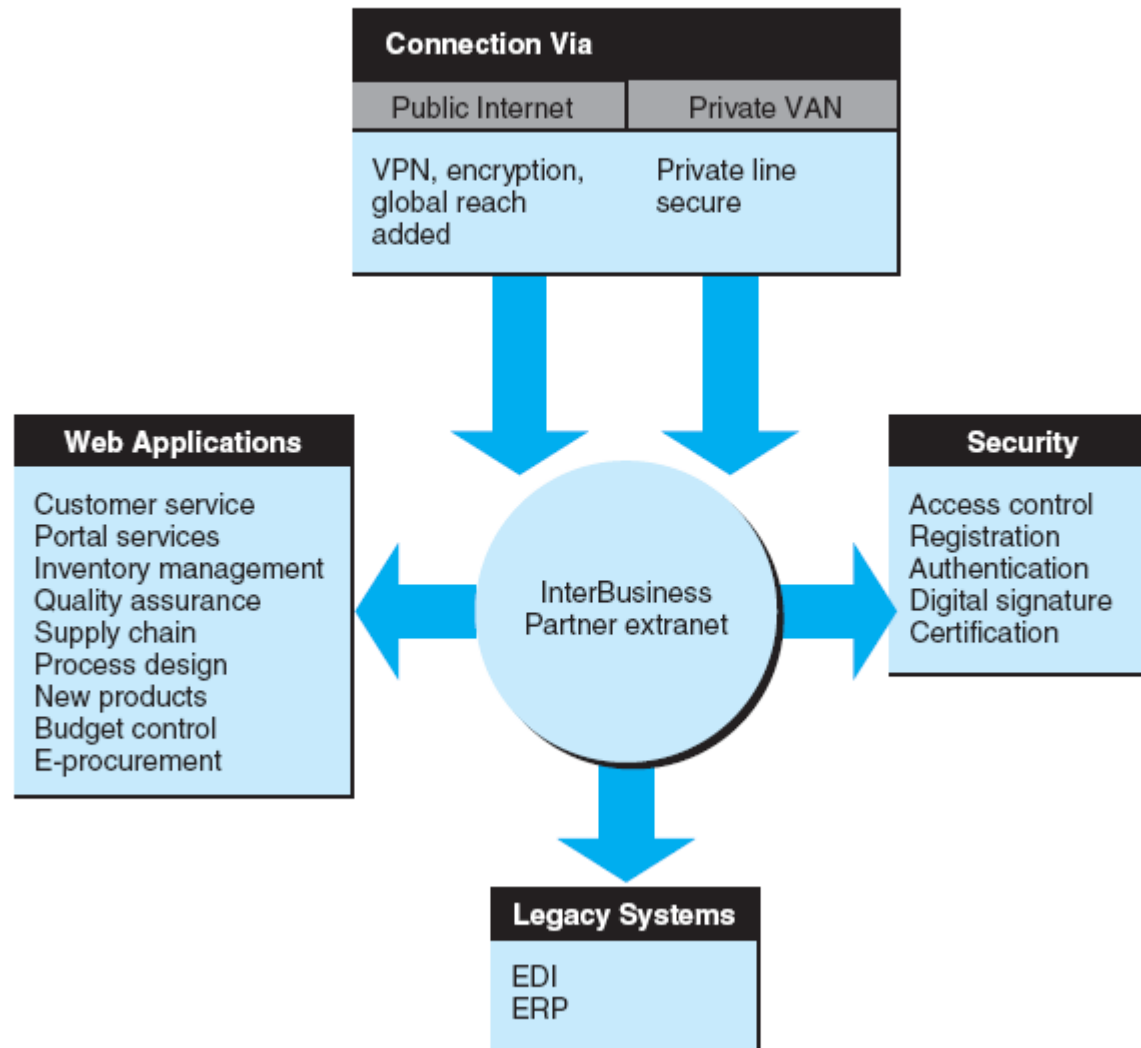 Connection Via
Public Internet
Private VAN
VPN, encryption,
global reach
added
Private line
secure
Web Applications
Customer service
Portal services
Inventory management
Quality assurance
Supply chain
Process design
New products
Budget control
E-procurement
InterBusiness
Partner extranet
Security
Access control
Registration
Authentication
Digital signature
Certification
Legacy Systems
EDI
ERP